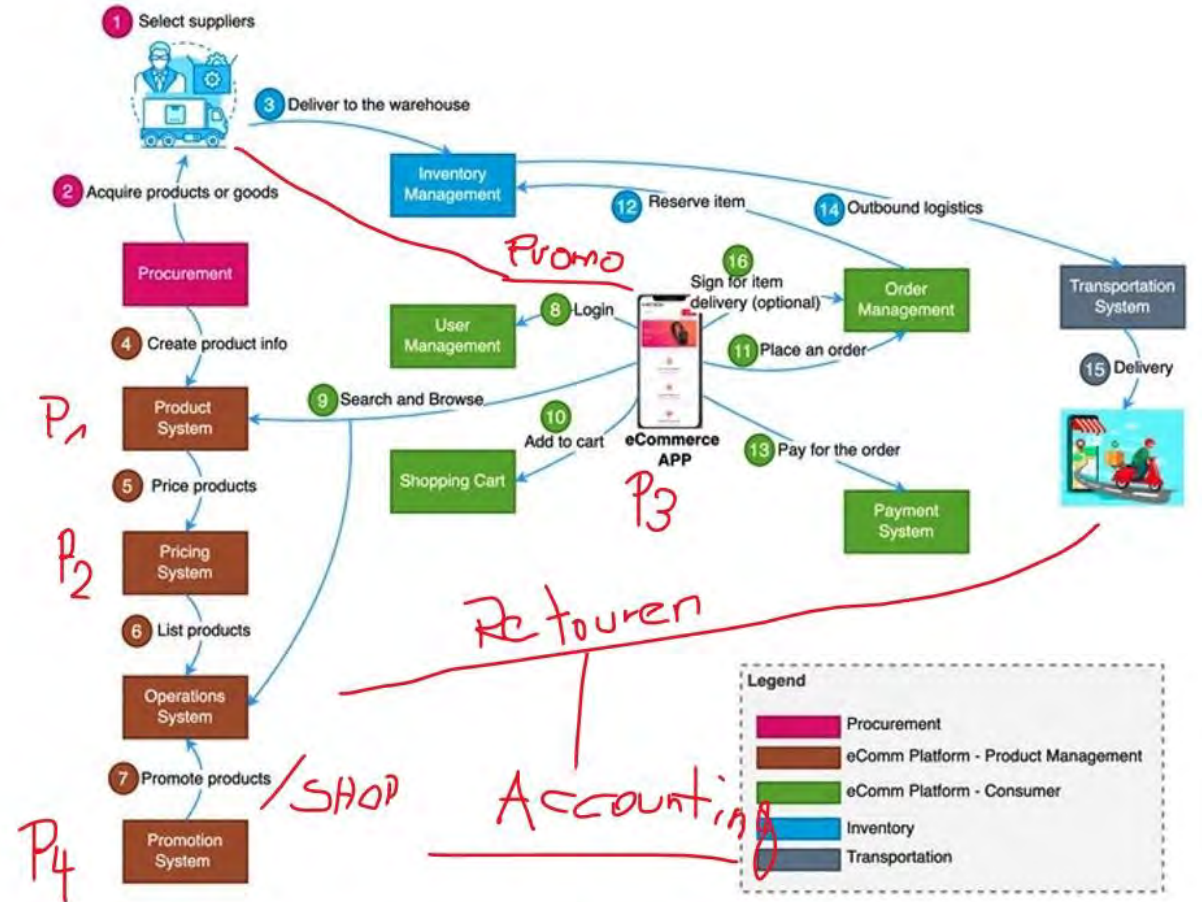 1 Select suppliers
3 Deliver to the warehouse
2 Acquire products or goods
Inventory
Management
12 Reserve item
14 Outbound logistics
Procurement
Promo
16
Sign for item
delivery (optional)
Order
Management
Transportation
System
8 Login
User
Management
4 Create product info
11 Place an order
15 Delivery
P1
Product
System
9 Search and Browse
10
Add to cart
eCommerce
APP
P3
13 Pay for the order
Shopping Cart
5 Price products
Payment
System
P2
Pricing
System
Retouren
6 List products
Operations
System
7 Promote products
/SHOP
Accounting
P4
Promotion
System
Legend
Procurement
eComm Platform - Product Management
eComm Platform - Consumer
Inventory
Transportation